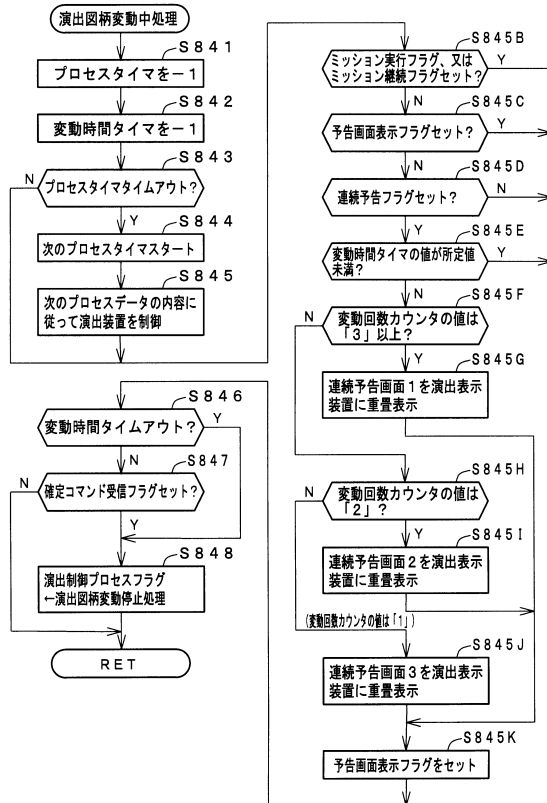 演出図柄変動中処理
S841
プロセスタイマを−1
S842
変動時間タイマを−1
S843
N
プロセスタイマタイムアウト?
Y
S844
次のプロセスタイマスタート
S845
次のプロセスデータの内容に
従って演出装置を制御
S846
変動時間タイムアウト?
Y
N
S847
N
確定コマンド受信フラグセット?
Y
S848
演出制御プロセスフラグ
←演出図柄変動停止処理
RET
S845B
ミッション実行フラグ、又は
ミッション継続フラグセット?
Y
N
S845C
予告画面表示フラグセット?
Y
N
S845D
連続予告フラグセット?
N
Y
S845E
変動時間タイマの値が所定値
未満?
Y
N
S845F
N
変動回数カウンタの値は
「3」以上?
Y
S845G
連続予告画面1を演出表示
装置に重畳表示
S845H
N
変動回数カウンタの値は
「2」?
Y
S845I
連続予告画面2を演出表示
装置に重畳表示
(変動回数カウンタの値は「1」)
S845J
連続予告画面3を演出表示
装置に重畳表示
S845K
予告画面表示フラグをセット